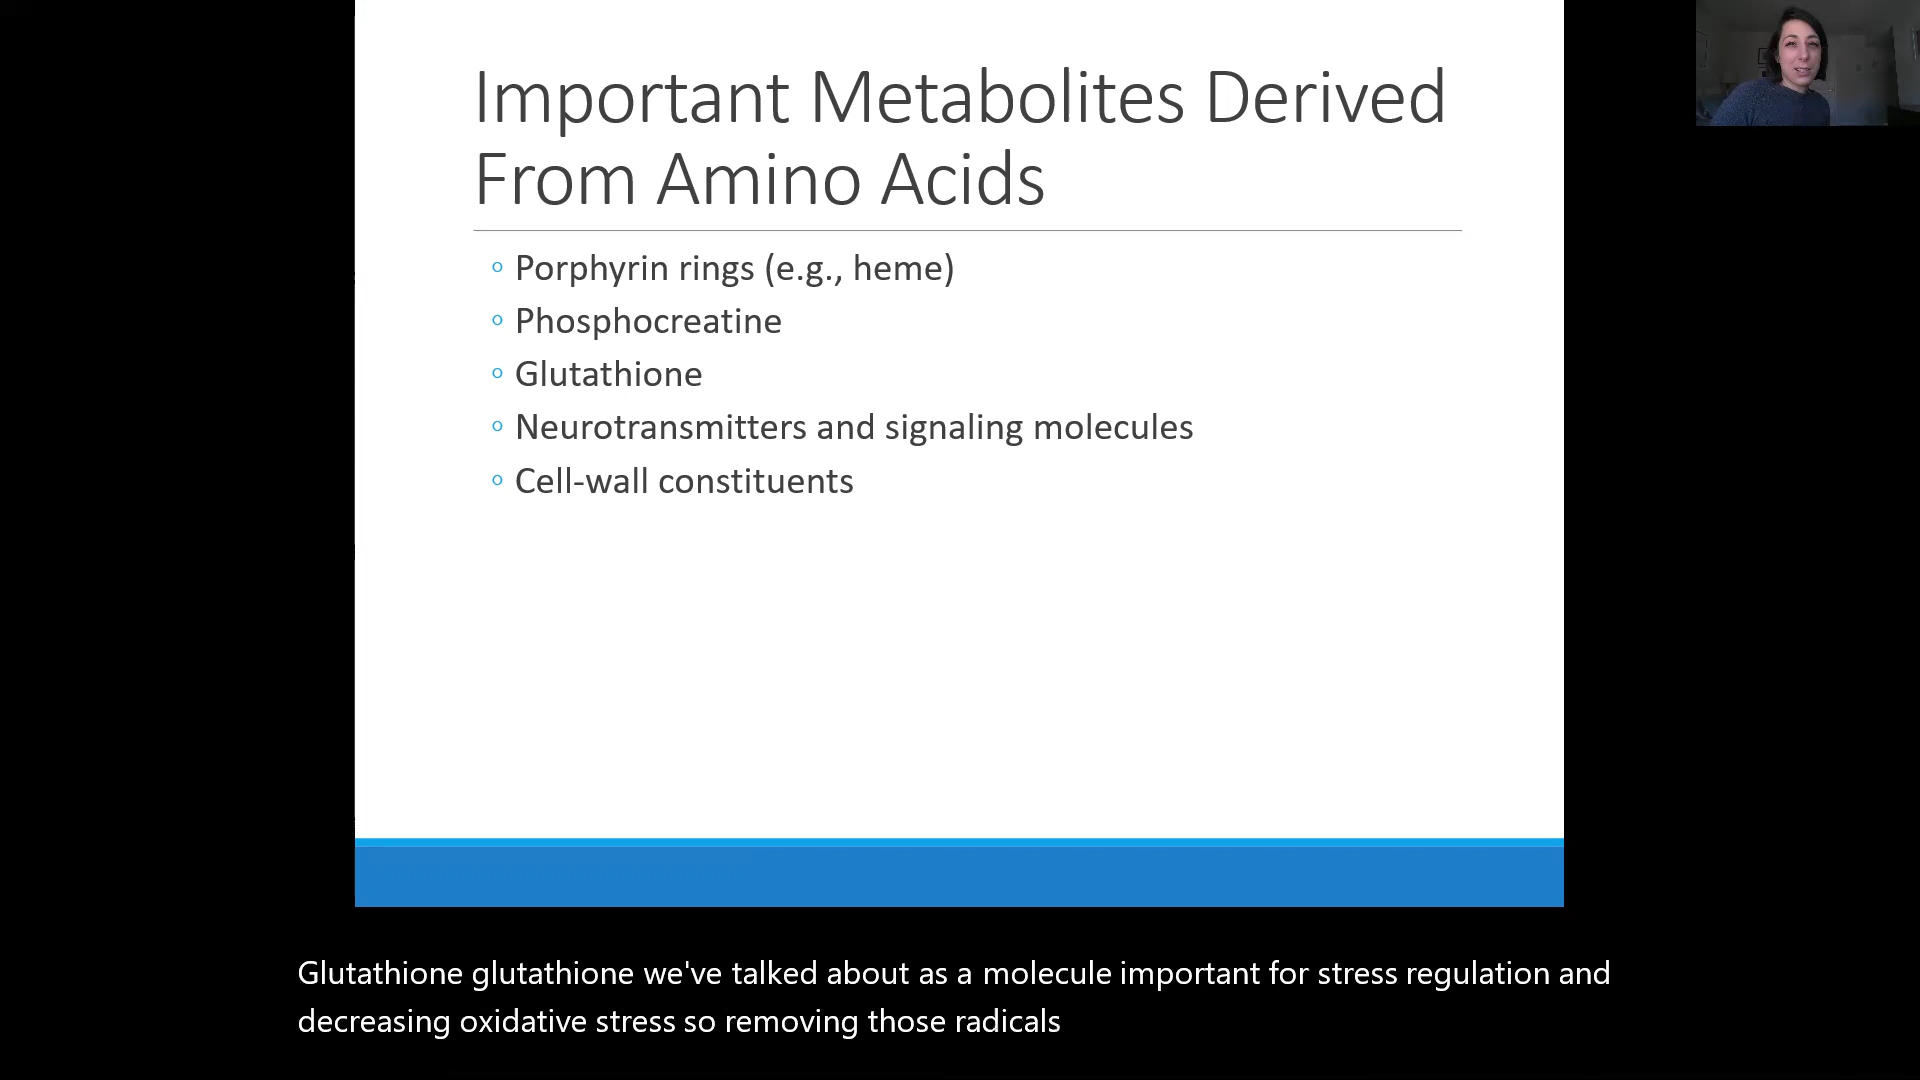 Important Metabolites Derived
From Amino Acids
Porphyrin rings (e.g., heme)
Phosphocreatine
Glutathione
Neurotransmitters and signaling molecules
Cell-wall constituents
Glutathione glutathione we've talked about as a molecule important for stress regulation and
decreasing oxidative stress so removing those radicals